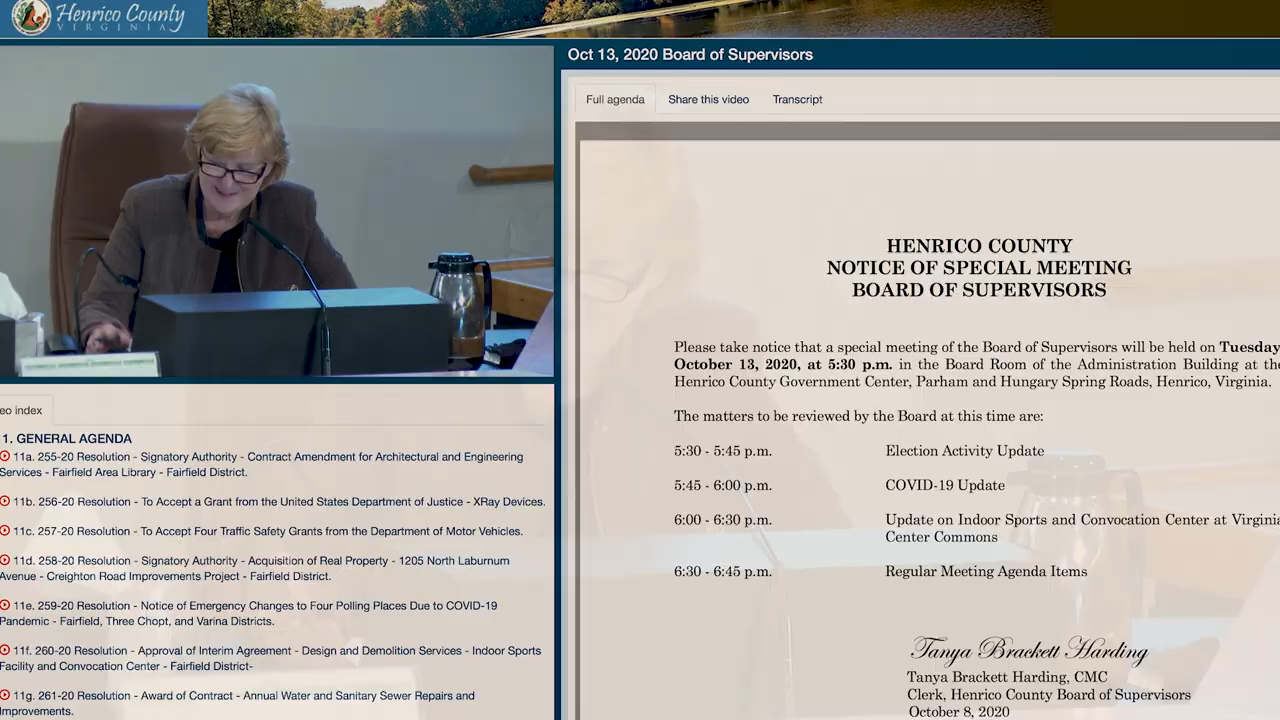 Henrico County
VIRGINIA
Oct 13, 2020 Board of Supervisors
Full agenda
Share this video
Transcript
HENRICO COUNTY
NOTICE OF SPECIAL MEETING
BOARD OF SUPERVISORS
Please take notice that a special meeting of the Board of Supervisors will be held on Tuesday
October 13, 2020, at 5:30 p.m. in the Board Room of the Administration Building at the
Henrico County Government Center, Parham and Hungary Spring Roads, Henrico, Virginia.
The matters to be reviewed by the Board at this time are:
5:30 - 5:45 p.m. Election Activity Update
5:45 - 6:00 p.m. COVID-19 Update
6:00 - 6:30 p.m. Update on Indoor Sports and Convocation Center at Virginia
Center Commons
6:30 - 6:45 p.m. Regular Meeting Agenda Items
Tanya Brackett Harding
Tanya Brackett Harding, CMC
Clerk, Henrico County Board of Supervisors
October 8, 2020
eo index
1. GENERAL AGENDA
11a. 255-20 Resolution - Signatory Authority - Contract Amendment for Architectural and Engineering
Services - Fairfield Area Library - Fairfield District.
11b. 256-20 Resolution - To Accept a Grant from the United States Department of Justice - XRay Devices.
11c. 257-20 Resolution - To Accept Four Traffic Safety Grants from the Department of Motor Vehicles.
11d. 258-20 Resolution - Signatory Authority - Acquisition of Real Property - 1205 North Laburnum
Avenue - Creighton Road Improvements Project - Fairfield District.
11e. 259-20 Resolution - Notice of Emergency Changes to Four Polling Places Due to COVID-19
Pandemic - Fairfield, Three Chopt, and Varina Districts.
11f. 260-20 Resolution - Approval of Interim Agreement - Design and Demolition Services - Indoor Sports
Facility and Convocation Center - Fairfield District-
11g. 261-20 Resolution - Award of Contract - Annual Water and Sanitary Sewer Repairs and
Improvements.